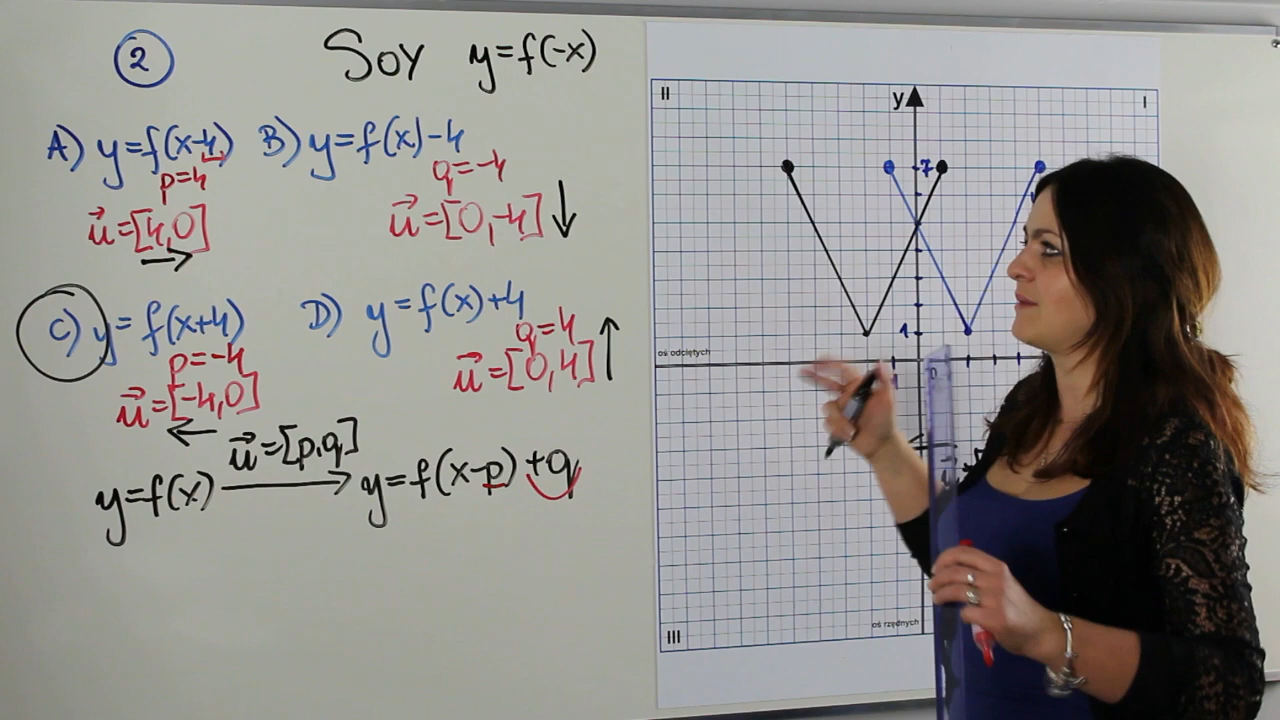 2
SOY y=f(-x)
A) y=f(x-4)
p=4
u⃗=[4,0]
B) y=f(x)-4
q=-4
u⃗=[0,-4]
C) y=f(x+4)
p=-4
u⃗=[-4,0]
D) y=f(x)+4
q=4
u⃗=[0,4]
u⃗=[p,q]
y=f(x) → y=f(x-p)+q
II
y
I
7
1
oś odciętych
oś rzędnych
III